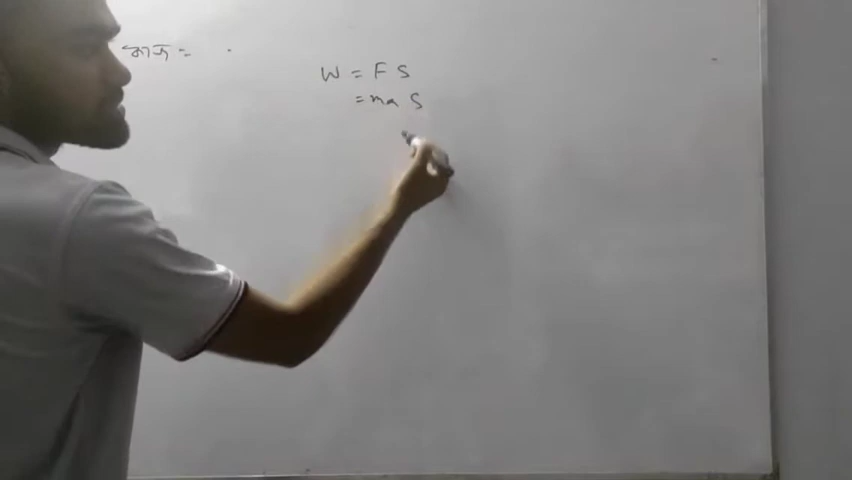 কাজ =
W = F S
= ma S